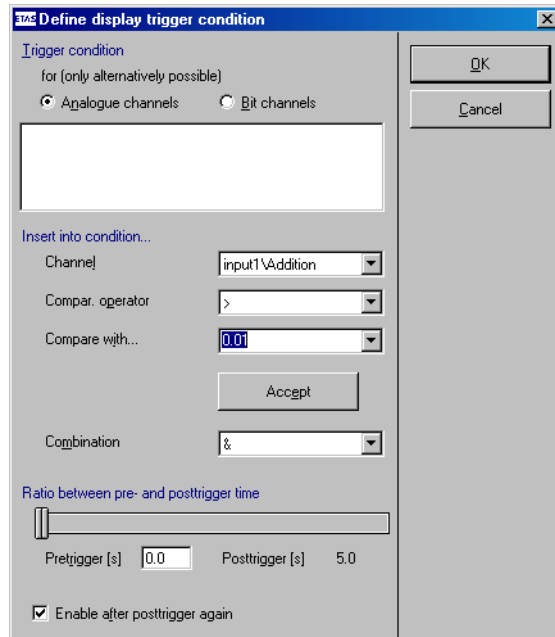 ETAS Define display trigger condition
Trigger condition
for (only alternatively possible)
Analogue channels Bit channels
OK
Cancel
Insert into condition...
Channel input1\Addition
Compar. operator >
Compare with... 0.01
Accept
Combination &
Ratio between pre- and posttrigger time
Pretrigger [s] 0.0 Posttrigger [s] 5.0
Enable after posttrigger again